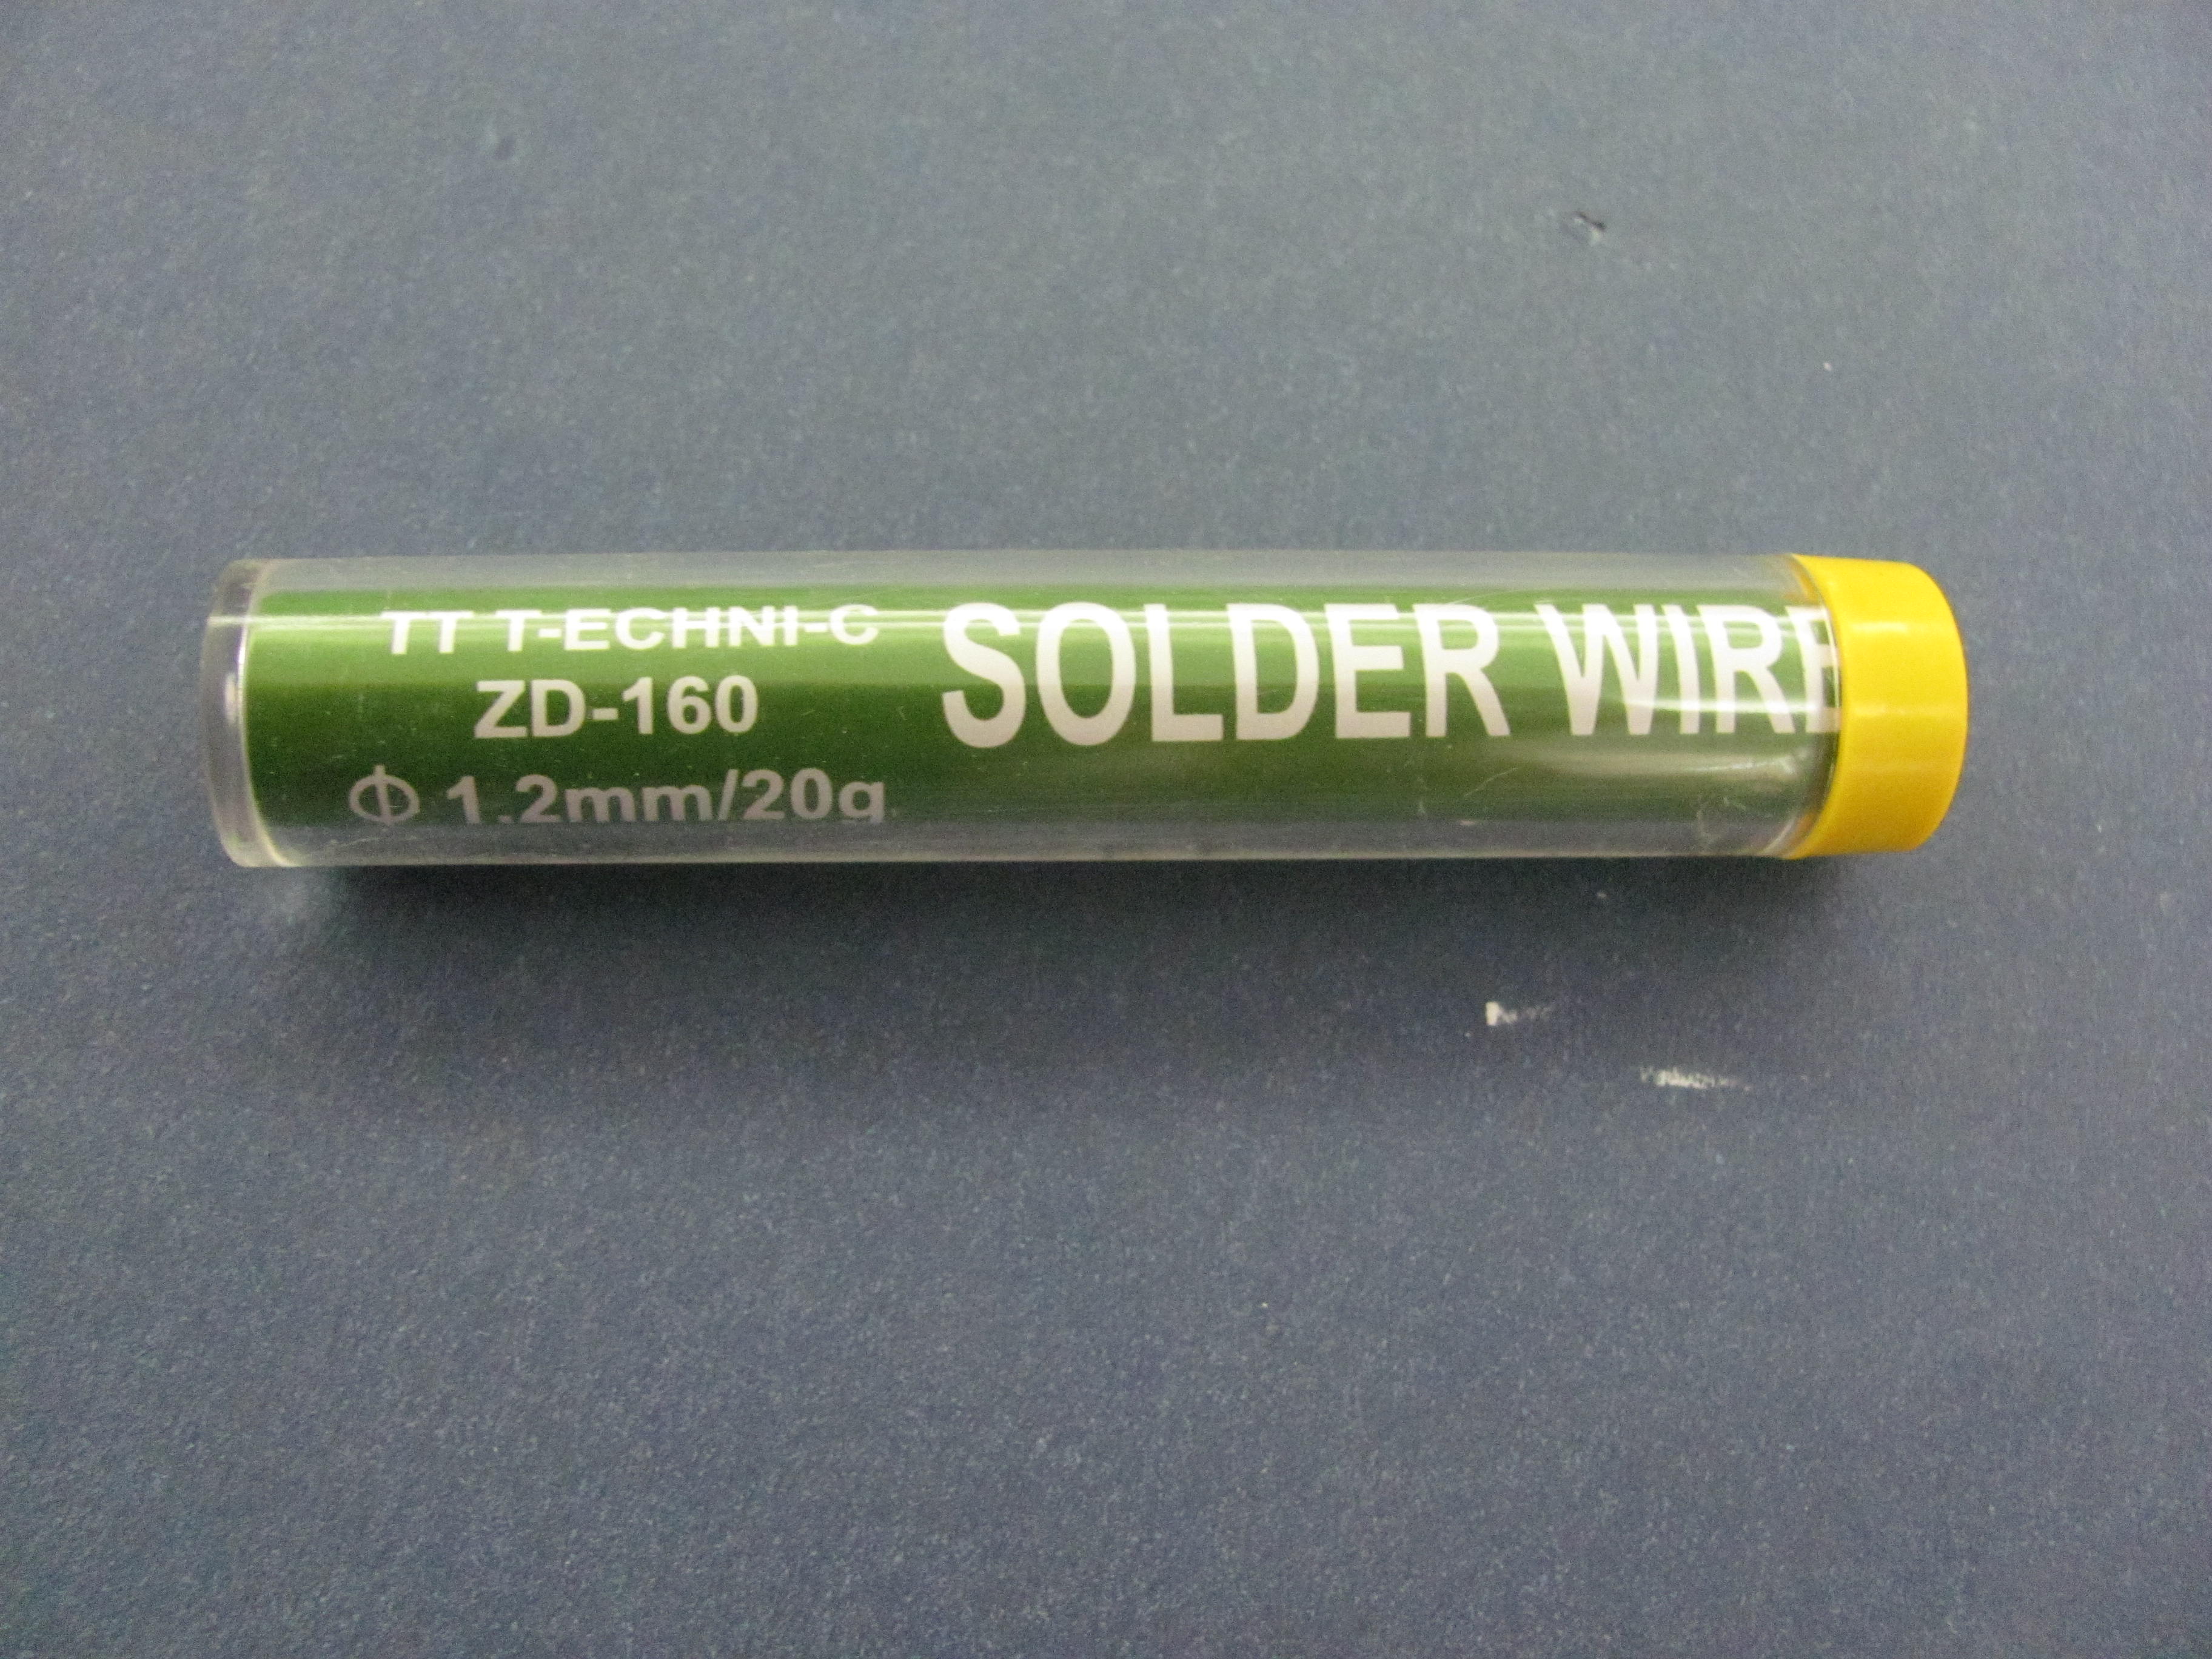 TT T-ECHNI-C
ZD-160
Φ 1.2mm/20g
SOLDER WIRE